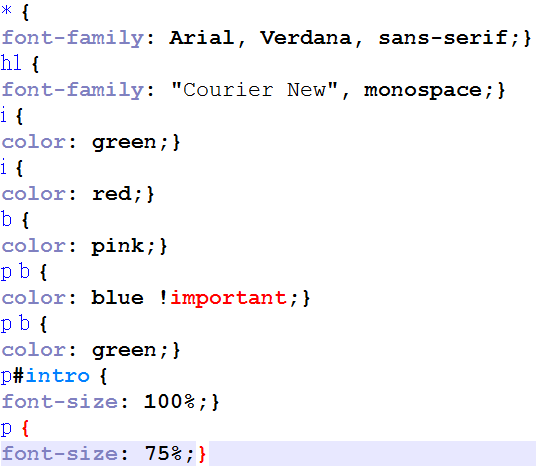 * {
font-family: Arial, Verdana, sans-serif;}
h1 {
font-family: "Courier New", monospace;}
i {
color: green;}
i {
color: red;}
b {
color: pink;}
p b {
color: blue !important;}
p b {
color: green;}
p#intro {
font-size: 100%;}
p {
font-size: 75%;}